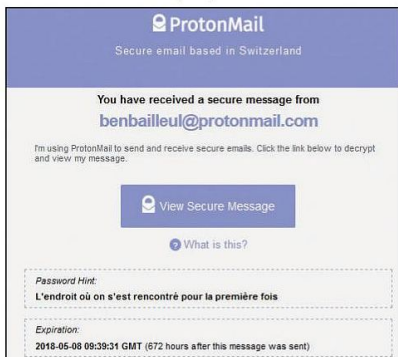 ProtonMail
Secure email based in Switzerland
You have received a secure message from
benbailleul@protonmail.com
I'm using ProtonMail to send and receive secure emails. Click the link below to decrypt
and view my message.
View Secure Message
? What is this?
Password Hint:
L'endroit où on s'est rencontré pour la première fois
Expiration:
2018-05-08 09:39:31 GMT (672 hours after this message was sent)